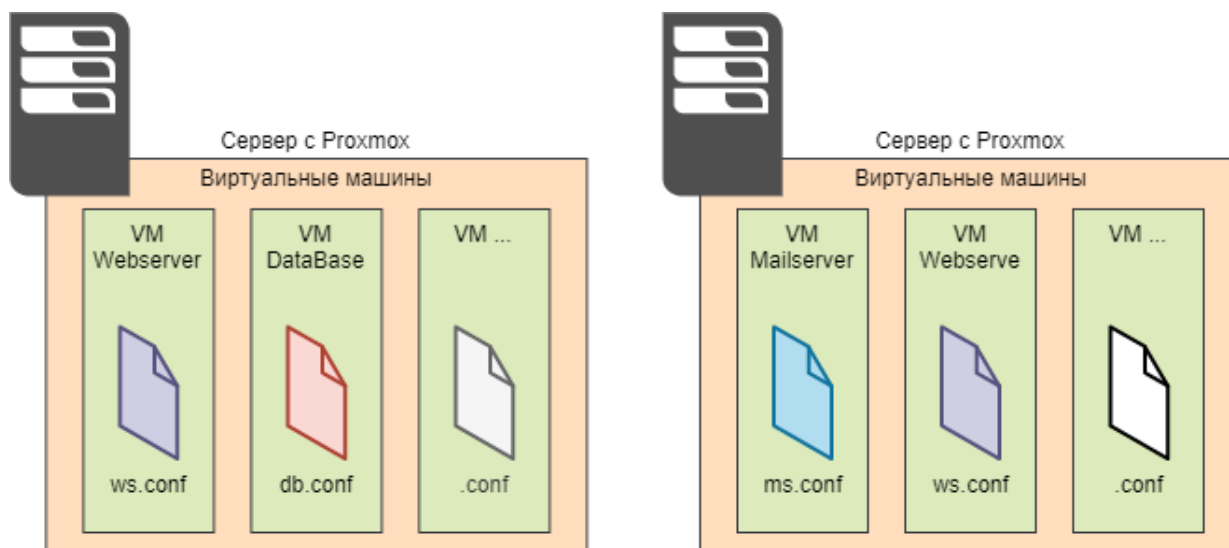 Сервер с Proxmox
Виртуальные машины
VM
Webserver
VM
DataBase
VM ...
ws.conf
db.conf
.conf
Сервер с Proxmox
Виртуальные машины
VM
Mailserver
VM
Webserve
VM ...
ms.conf
ws.conf
.conf